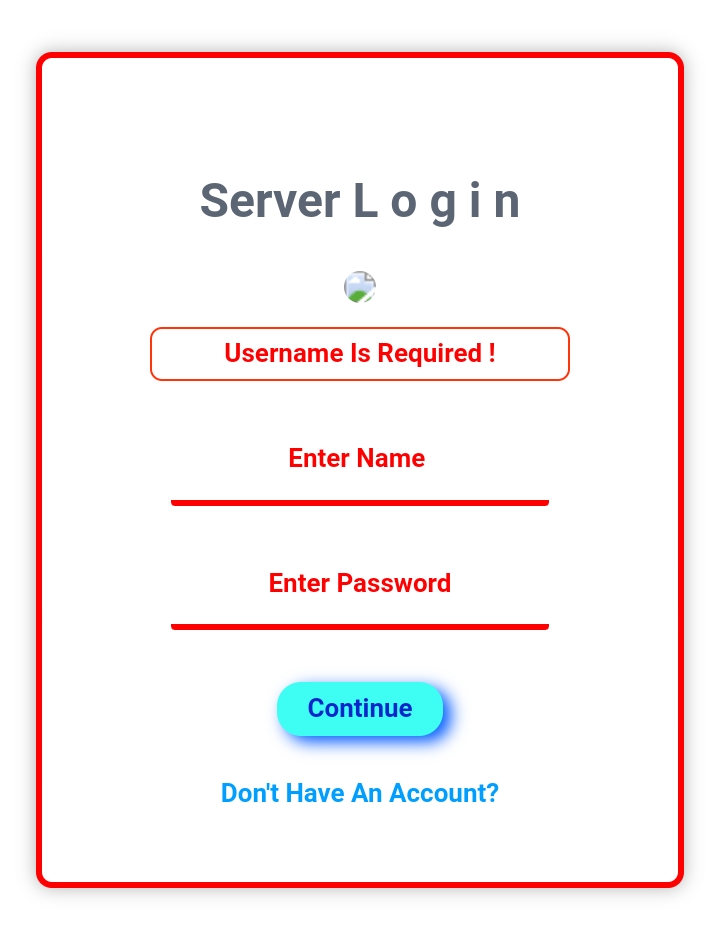 Server L o g i n
Username Is Required !
Enter Name
Enter Password
Continue
Don't Have An Account?